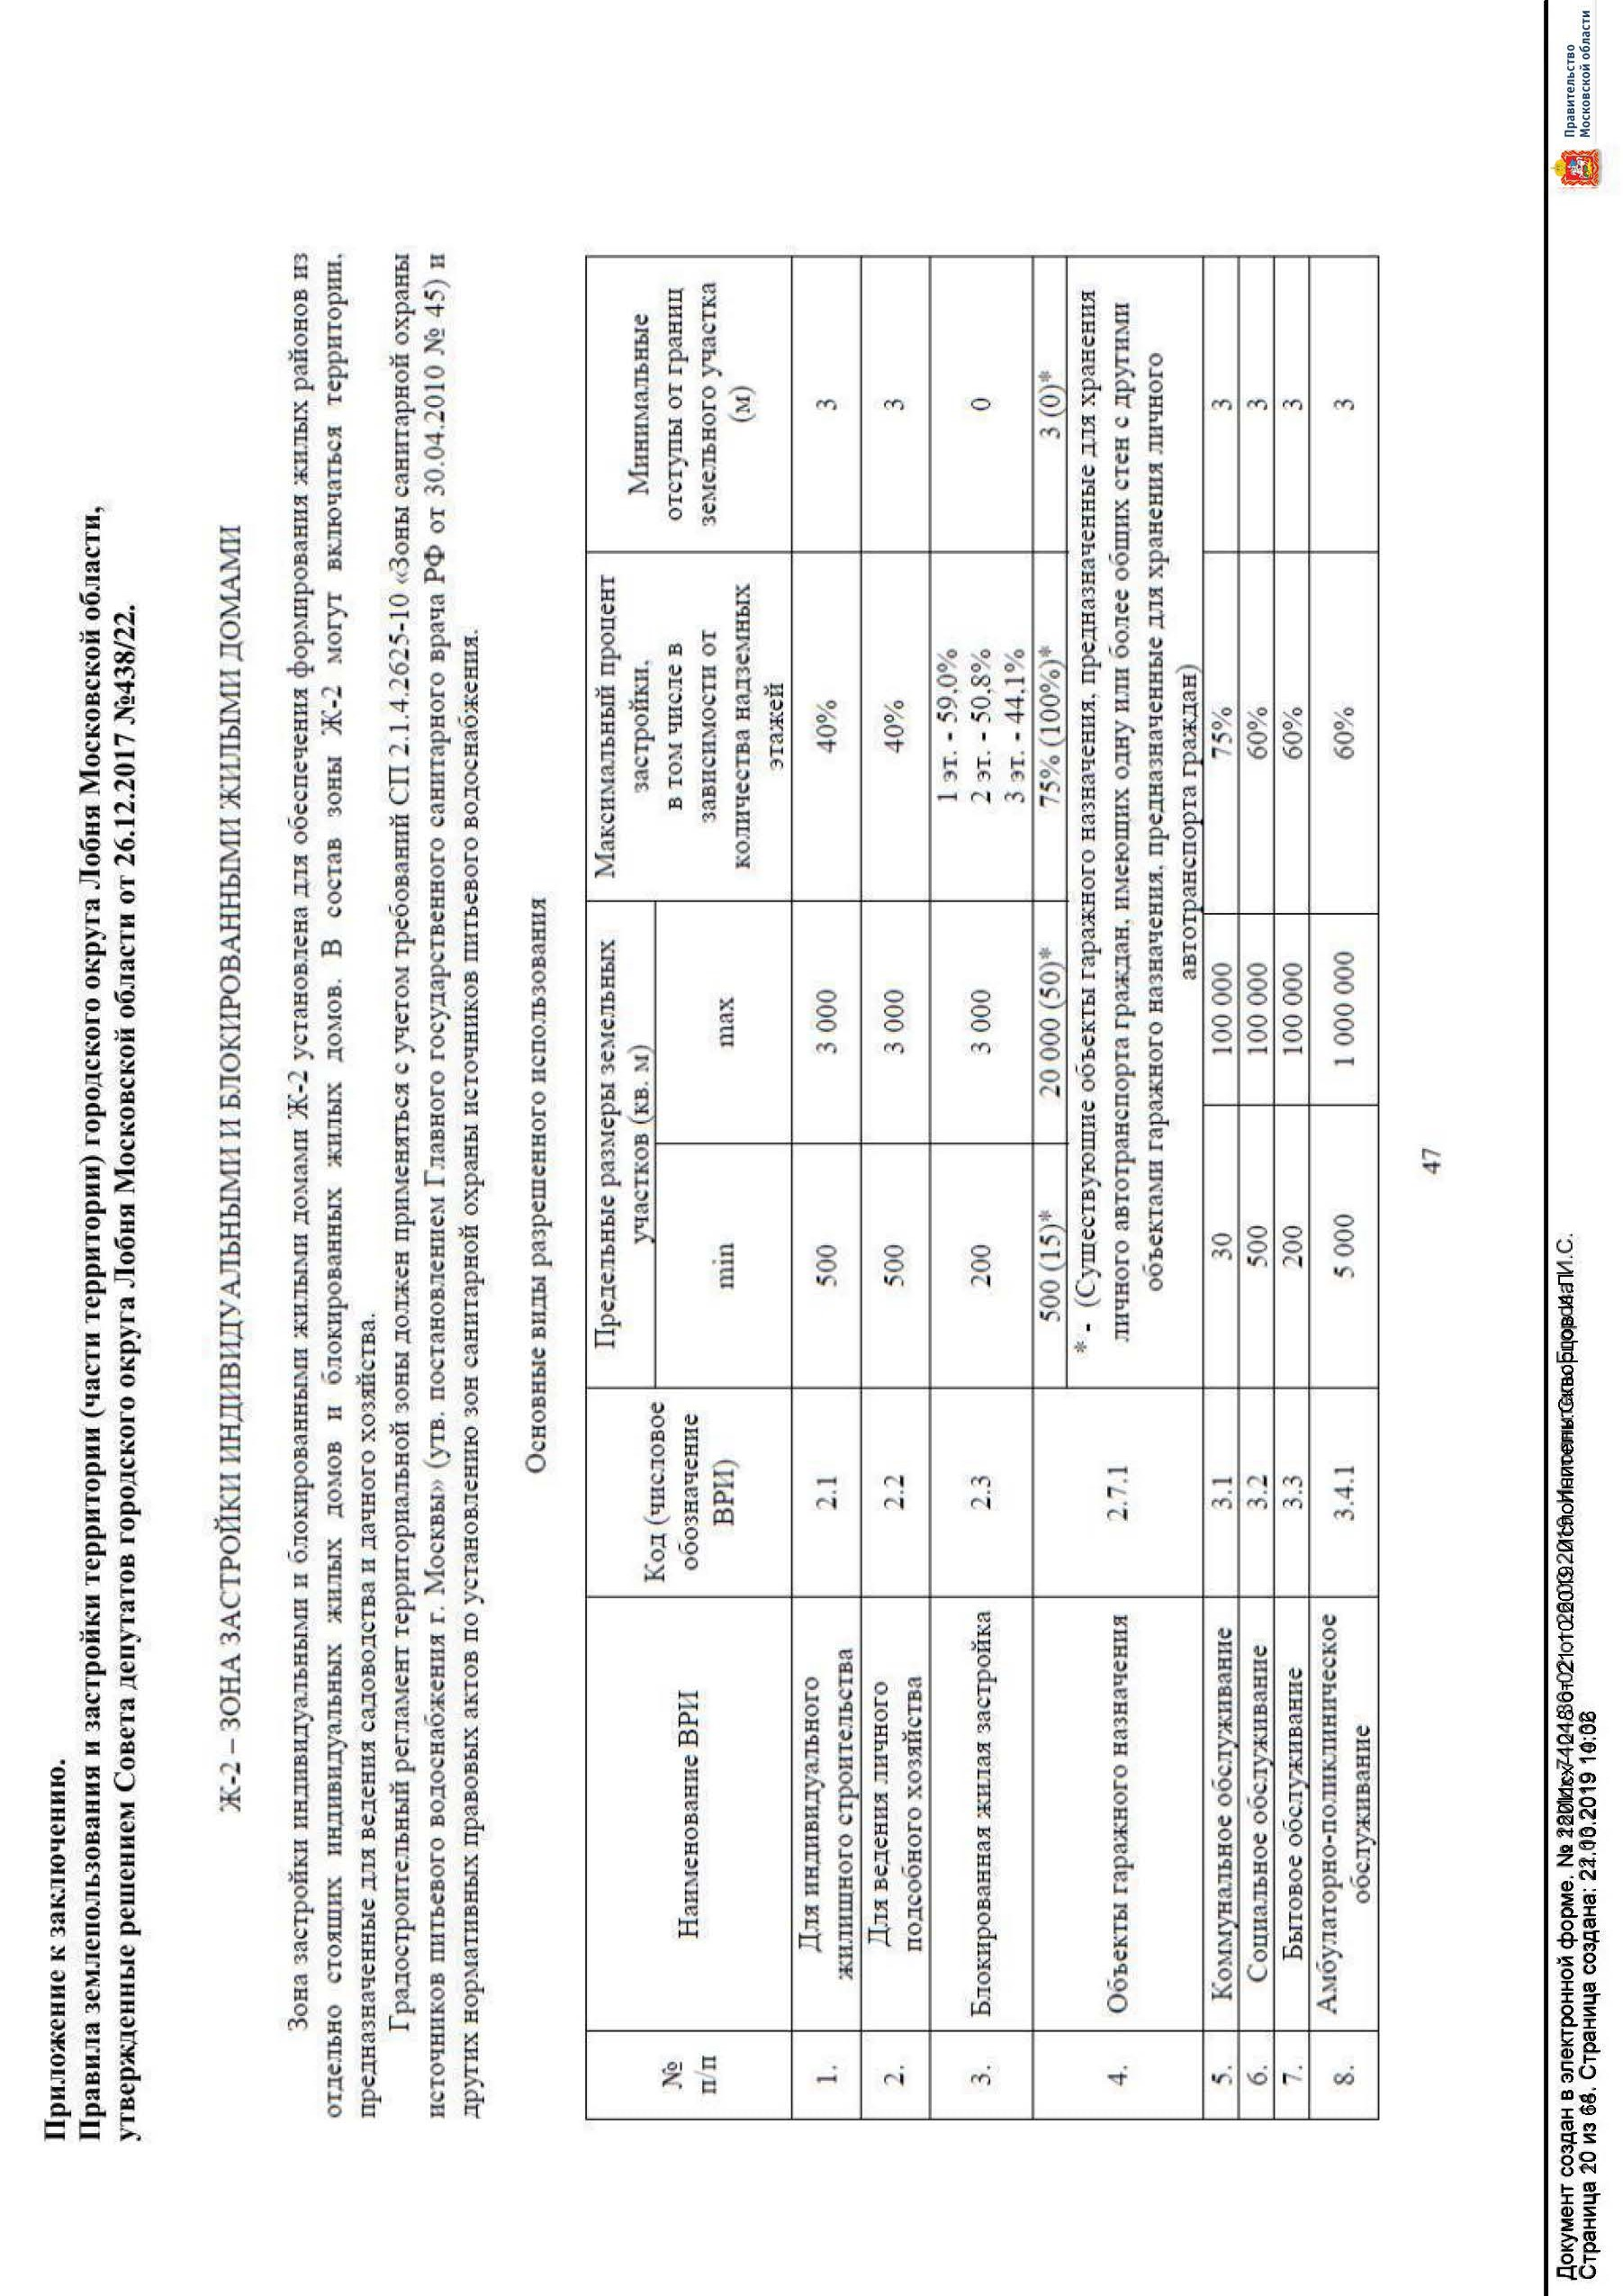 Приложение к заключению.
Правила землепользования и застройки территории (части территории) городского округа Лобня Московской области,
утвержденные решением Совета депутатов городского округа Лобня Московской области от 26.12.2017 №438/22.
Ж-2 – ЗОНА ЗАСТРОЙКИ ИНДИВИДУАЛЬНЫМИ И БЛОКИРОВАННЫМИ ЖИЛЫМИ ДОМАМИ
Зона застройки индивидуальными и блокированными жилыми домами Ж-2 установлена для обеспечения формирования жилых районов из
отдельно стоящих индивидуальных жилых домов и блокированных жилых домов. В состав зоны Ж-2 могут включаться территории,
предназначенные для ведения садоводства и дачного хозяйства.
Градостроительный регламент территориальной зоны должен применяться с учетом требований СП 2.1.4.2625-10 «Зоны санитарной охраны
источников питьевого водоснабжения г. Москвы» (утв. постановлением Главного государственного санитарного врача РФ от 30.04.2010 № 45) и
других нормативных правовых актов по установлению зон санитарной охраны источников питьевого водоснабжения.
Основные виды разрешенного использования
№ п/п Наименование ВРИ Код (числовое обозначение ВРИ) Предельные размеры земельных участков (кв. м) Максимальный процент застройки, в том числе в зависимости от количества надземных этажей Минимальные отступы от границ земельного участка (м)
min max
1. Для индивидуального жилищного строительства 2.1 500 3 000 40% 3
2. Для ведения личного подсобного хозяйства 2.2 500 3 000 40% 3
3. Блокированная жилая застройка 2.3 200 3 000 1 эт. - 59,0% 2 эт. - 50,8% 3 эт. - 44,1% 0
4. Объекты гаражного назначения 2.7.1 500 (15)* 20 000 (50)* 75% (100%)* 3 (0)*
* - (Существующие объекты гаражного назначения, предназначенные для хранения
личного автотранспорта граждан, имеющих одну или более общих стен с другими
объектами гаражного назначения, предназначенные для хранения личного
автотранспорта граждан)
5. Коммунальное обслуживание 3.1 30 100 000 75% 3
6. Социальное обслуживание 3.2 500 100 000 60% 3
7. Бытовое обслуживание 3.3 200 100 000 60% 3
8. Амбулаторно-поликлиническое обслуживание 3.4.1 5 000 1 000 000 60% 3
47
Документ создан в электронной форме. №
Страница 20 из Страница создана:
Правительство
Московской области